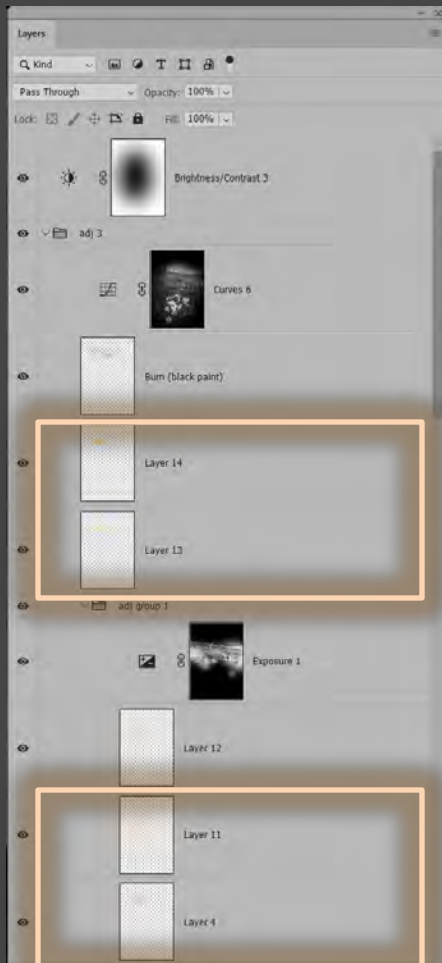 Layers
Kind
Pass Through Opacity: 100%
Lock: Fill: 100%
Brightness/Contrast 3
adj 3
Curves 6
Burn (black paint)
Layer 14
Layer 13
adj group 1
Exposure 1
Layer 12
Layer 11
Layer 4